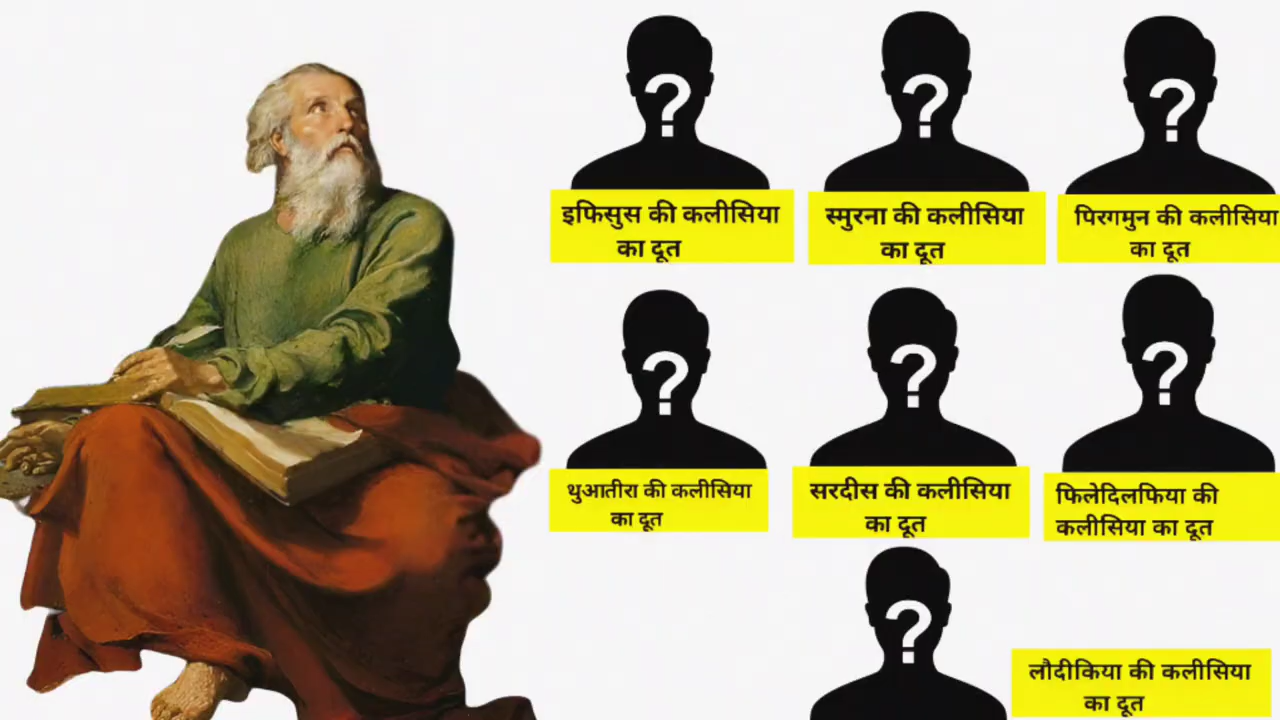 ?
?
?
इफिसुस की कलीसिया
का दूत
स्मुरना की कलीसिया
का दूत
पिरगमुन की कलीसिया
का दूत
?
?
?
थुआतीरा की कलीसिया
का दूत
सरदीस की कलीसिया
का दूत
फिलेदिलफिया की
कलीसिया का दूत
?
लौदीकिया की कलीसिया
का दूत